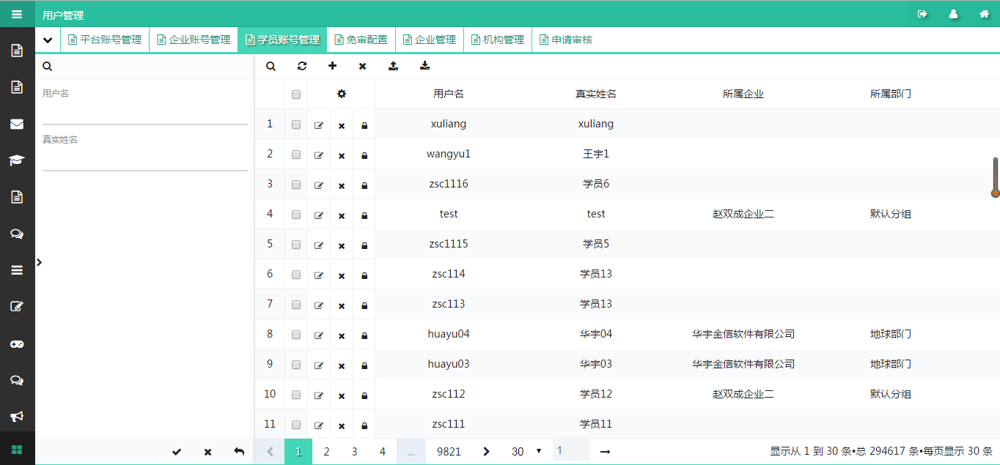 用户管理
平台账号管理 企业账号管理 学员账号管理 免审配置 企业管理 机构管理 申请审核
用户名
真实姓名
用户名 真实姓名 所属企业 所属部门
1 xuliang xuliang
2 wangyu1 王宇1
3 zsc1116 学员6
4 test test 赵双成企业二 默认分组
5 zsc1115 学员5
6 zsc114 学员13
7 zsc113 学员13
8 huayu04 华宇04 华宇金信软件有限公司 地球部门
9 huayu03 华宇03 华宇金信软件有限公司 地球部门
10 zsc112 学员12 赵双成企业二 默认分组
11 zsc111 学员11
1 2 3 4 ... 9821 30 1 显示从 1 到 30 条•总 294617 条•每页显示 30 条